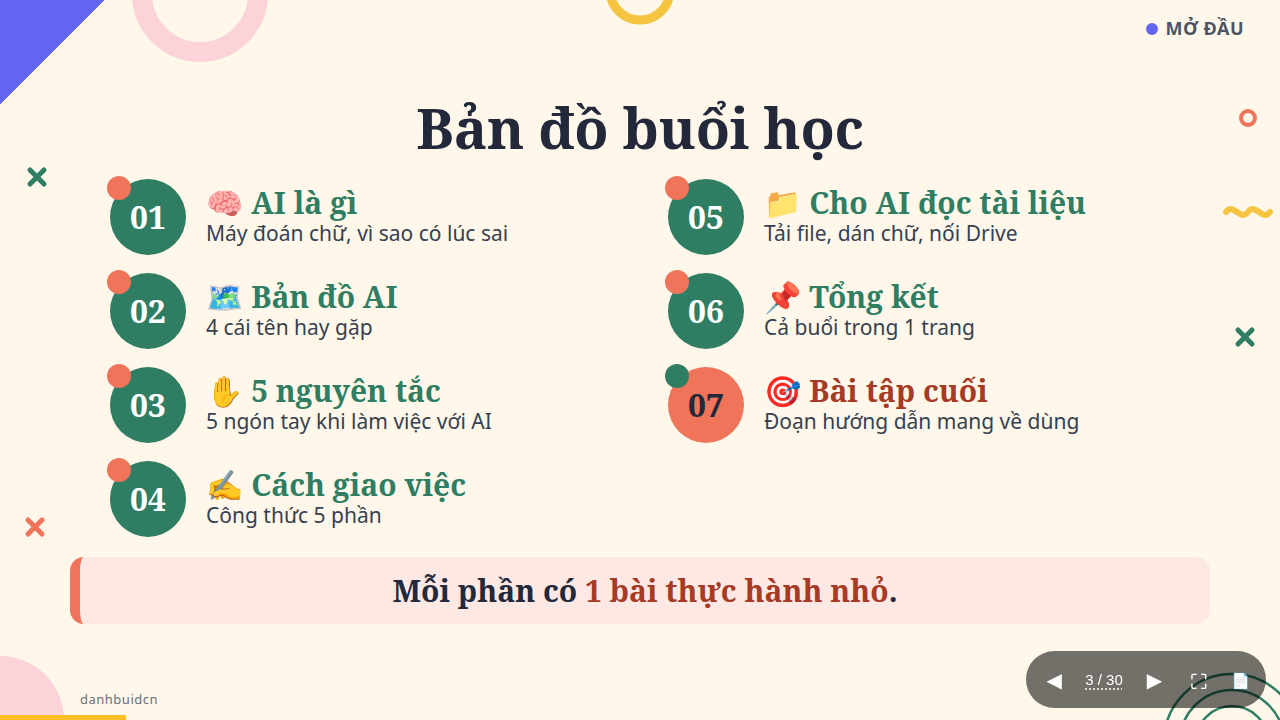 MỞ ĐẦU
Bản đồ buổi học
01
🧠 AI là gì
Máy đoán chữ, vì sao có lúc sai
02
🗺️ Bản đồ AI
4 cái tên hay gặp
03
✋ 5 nguyên tắc
5 ngón tay khi làm việc với AI
04
✍️ Cách giao việc
Công thức 5 phần
05
📁 Cho AI đọc tài liệu
Tải file, dán chữ, nối Drive
06
📌 Tổng kết
Cả buổi trong 1 trang
07
🎯 Bài tập cuối
Đoạn hướng dẫn mang về dùng
Mỗi phần có 1 bài thực hành nhỏ.
danhbuidcn
3 / 30